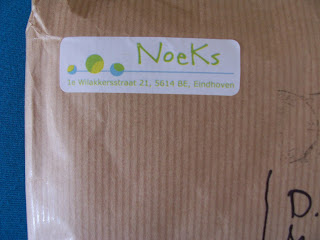 NoeKs
1e Wilakkersstraat 21, 5614 BE, Eindhoven
D.